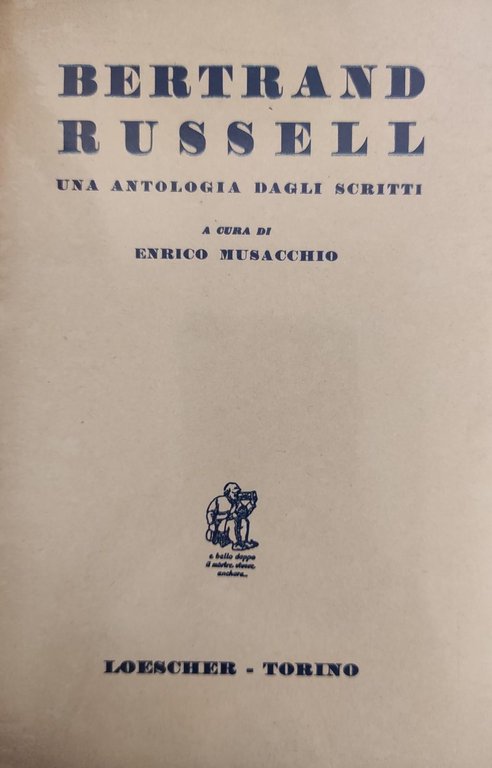 BERTRAND
RUSSELL
UNA ANTOLOGIA DAGLI SCRITTI
A CURA DI
ENRICO MUSACCHIO
e bello doppo
il morire, vivere
anchora..
LOESCHER - TORINO